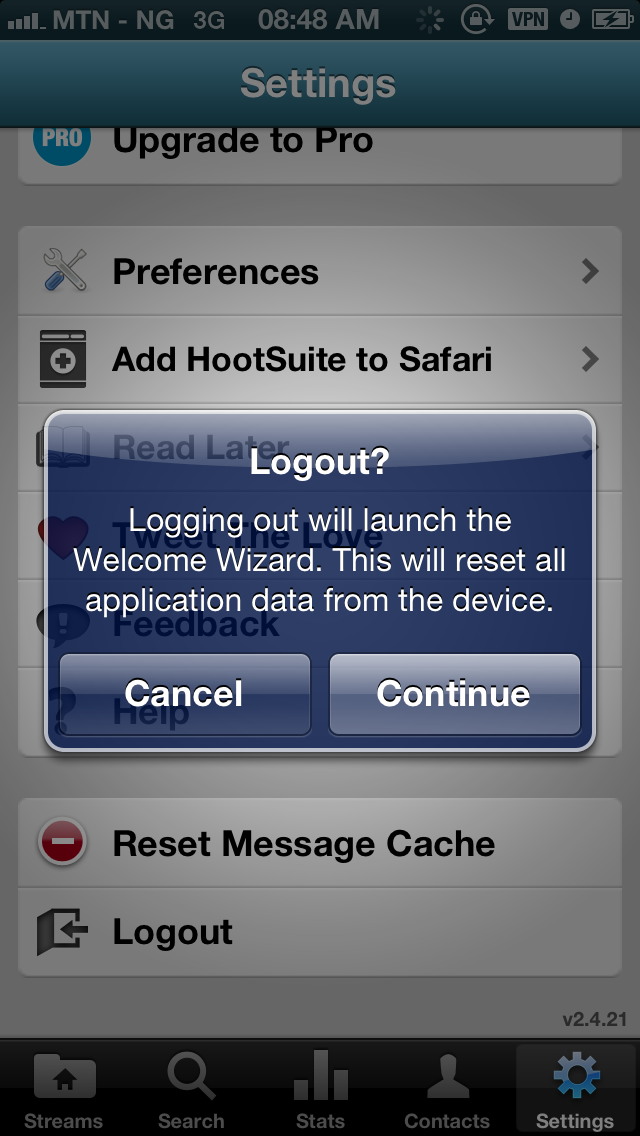 MTN - NG 3G 08:48 AM VPN
Settings
PRO Upgrade to Pro
Preferences
Add HootSuite to Safari
Read Later
Logout?
Tweet The Love
Logging out will launch the
Welcome Wizard. This will reset all
application data from the device.
Feedback
Cancel
Continue
Help
Reset Message Cache
Logout
v2.4.21
Streams
Search
Stats
Contacts
Settings